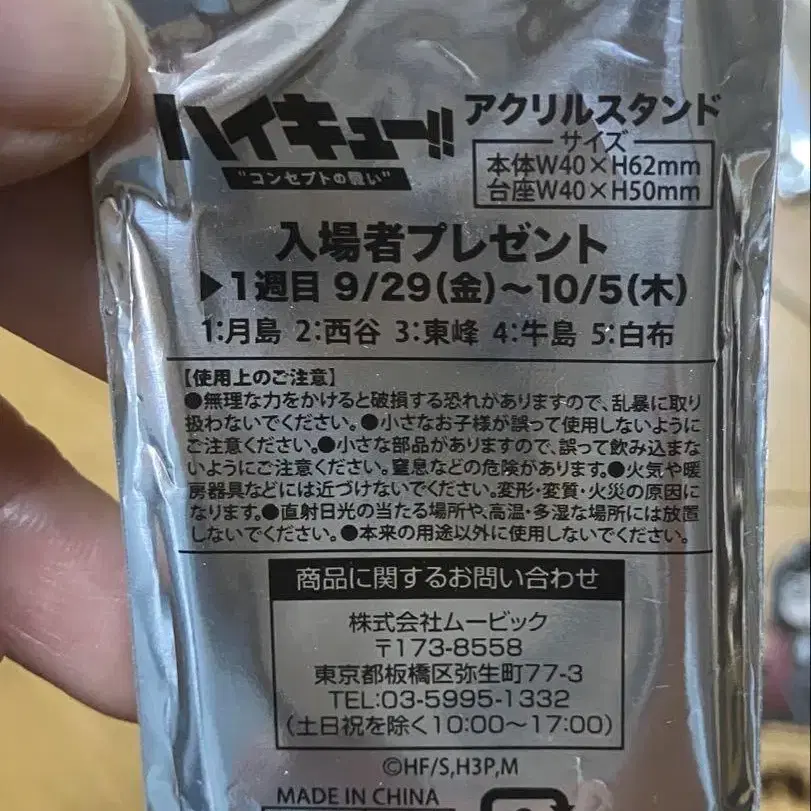 ハイキュー!!
"コンセプトの戦い"
アクリルスタンド
サイズ
本体W40×H62mm
台座W40×H50mm
入場者プレゼント
▶1週目 9/29(金)～10/5(木)
1:月島 2:西谷 3:東峰 4:牛島 5:白布
【使用上のご注意】
●無理な力をかけると破損する恐れがありますので、乱暴に取り
扱わないでください。●小さなお子様が誤って使用しないように
ご注意ください。●小さな部品がありますので、誤って飲み込まな
いようにご注意ください。窒息などの危険があります。●火気や暖
房器具などには近づけないでください。変形・変質・火災の原因に
なります。●直射日光の当たる場所や、高温・多湿な場所には放置
しないでください。●本来の用途以外に使用しないでください。
商品に関するお問い合わせ
株式会社ムービック
〒173-8558
東京都板橋区弥生町77-3
TEL:03-5995-1332
(土日祝を除く10:00～17:00)
©HF/S,H3P,M
MADE IN CHINA